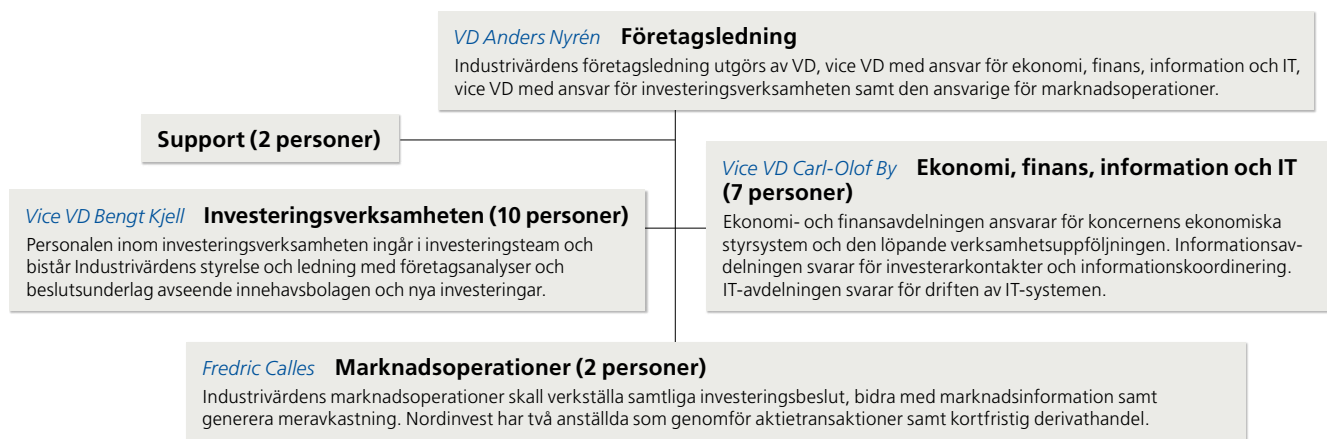 VD Anders Nyrén Företagsledning
Industrivärdens företagsledning utgörs av VD, vice VD med ansvar för ekonomi, finans, information och IT,
vice VD med ansvar för investeringsverksamheten samt den ansvarige för marknadsoperationer.
Support (2 personer)
Vice VD Carl-Olof By Ekonomi, finans, information och IT
(7 personer)
Ekonomi- och finansavdelningen ansvarar för koncernens ekonomiska
styrsystem och den löpande verksamhetsuppföljningen. Informationsav-
delningen svarar för investerarkontakter och informationskoordinering.
IT-avdelningen svarar för driften av IT-systemen.
Vice VD Bengt Kjell Investeringsverksamheten (10 personer)
Personalen inom investeringsverksamheten ingår i investeringsteam och
bistår Industrivärdens styrelse och ledning med företagsanalyser och
beslutsunderlag avseende innehavsbolagen och nya investeringar.
Fredric Calles Marknadsoperationer (2 personer)
Industrivärdens marknadsoperationer skall verkställa samtliga investeringsbeslut, bidra med marknadsinformation samt
generera meravkastning. Nordinvest har två anställda som genomför aktietransaktioner samt kortfristig derivathandel.